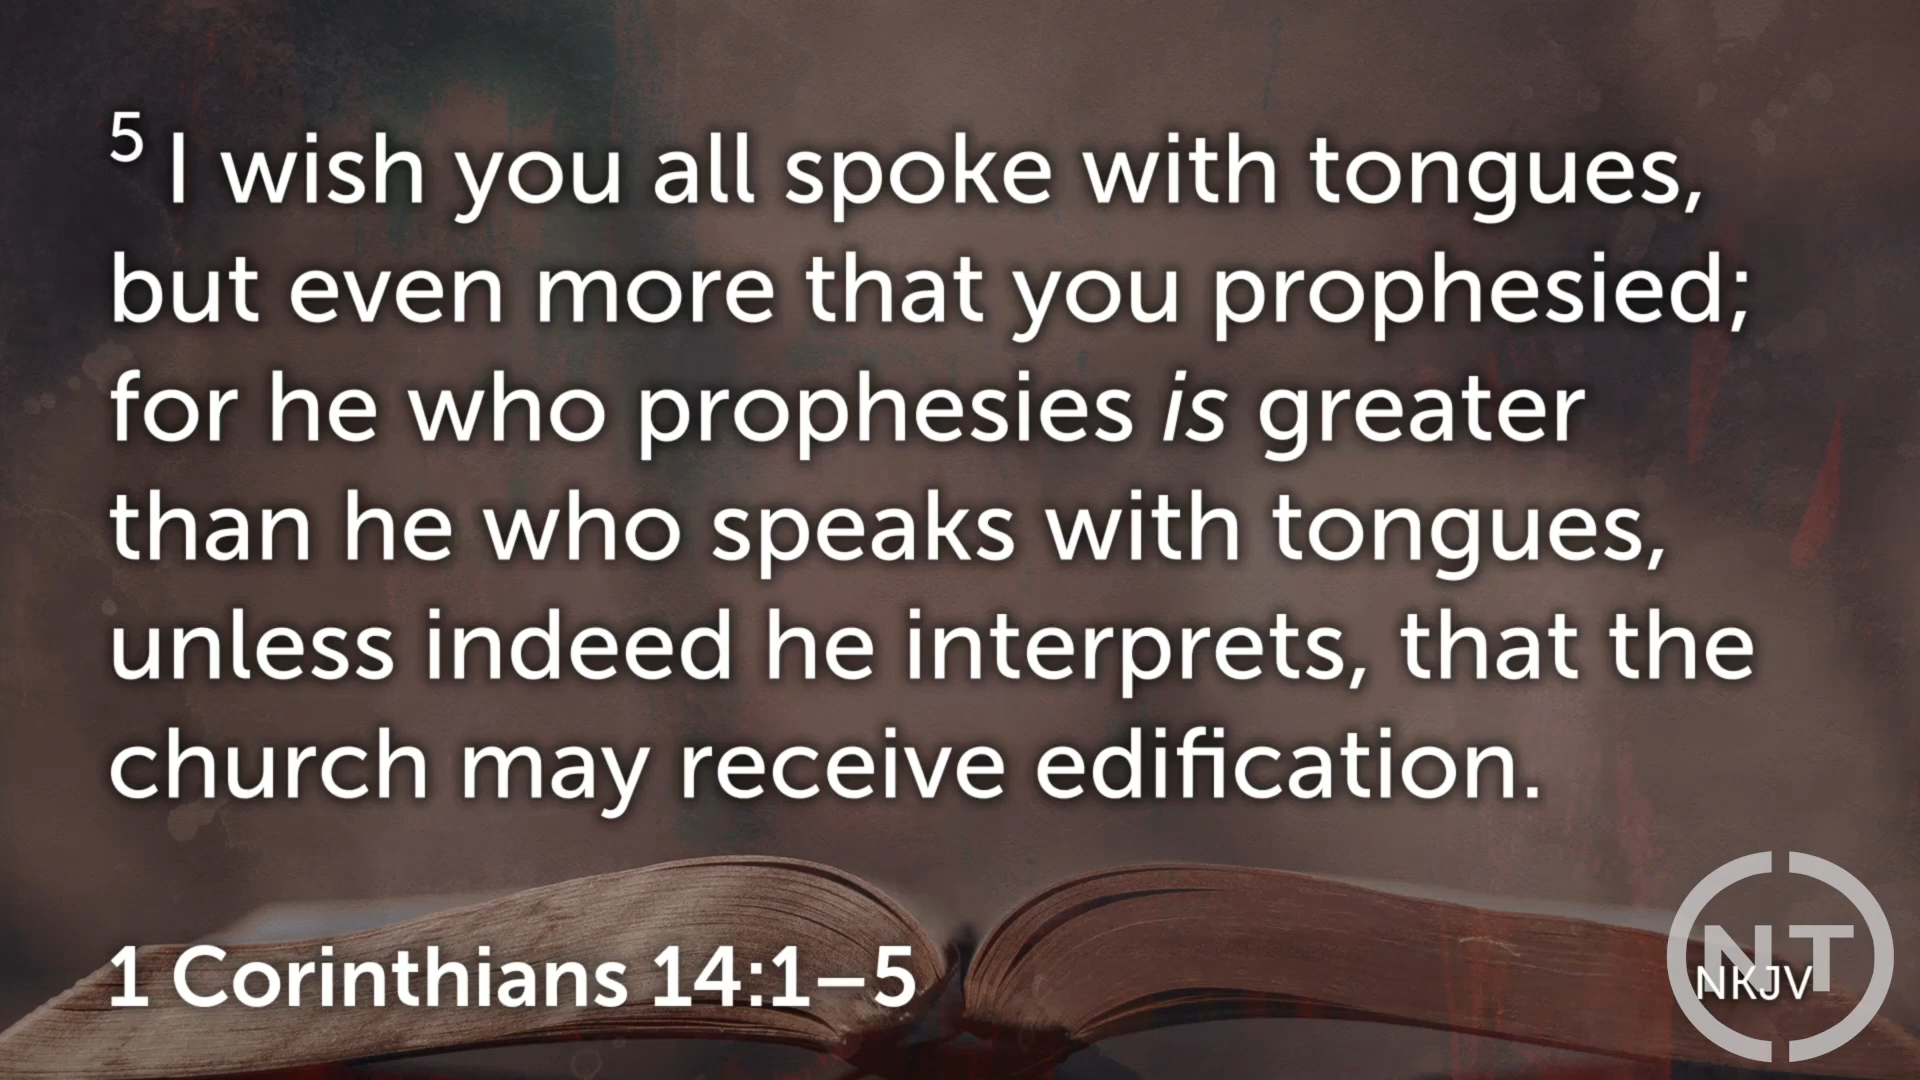 5 I wish you all spoke with tongues,
but even more that you prophesied;
for he who prophesies is greater
than he who speaks with tongues,
unless indeed he interprets, that the
church may receive edification.
1 Corinthians 14:1–5
NT
NKJV